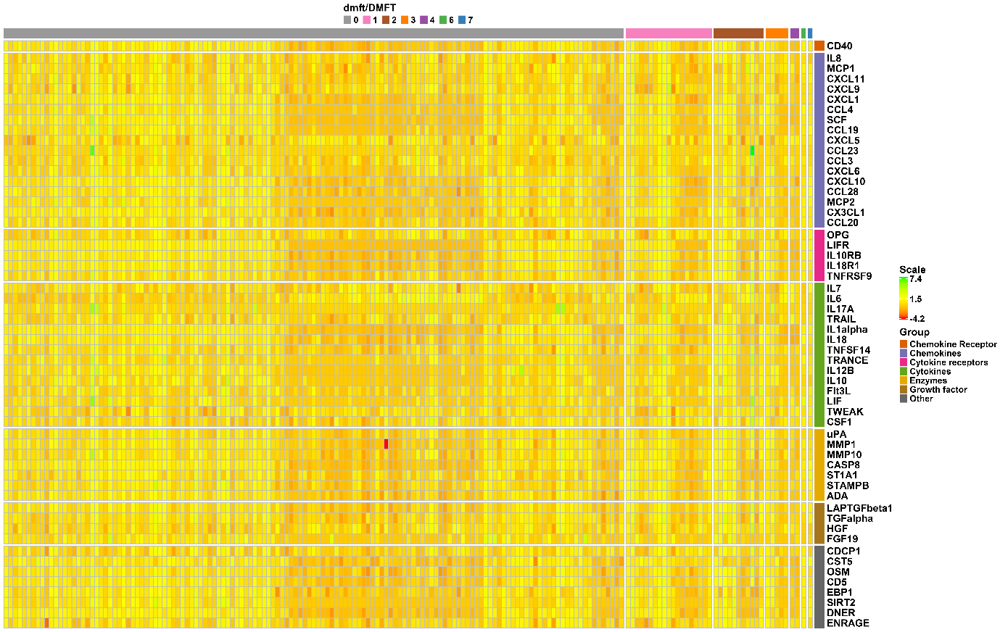 dmft/DMFT
0 1 2 3 4 6 7
CD40
IL8
MCP1
CXCL11
CXCL9
CXCL1
CCL4
SCF
CCL19
CXCL5
CCL23
CCL3
CXCL6
CXCL10
CCL28
MCP2
CX3CL1
CCL20
OPG
LIFR
IL10RB
IL18R1
TNFRSF9
IL7
IL6
IL17A
TRAIL
IL1alpha
IL18
TNFSF14
TRANCE
IL12B
IL10
Flt3L
LIF
TWEAK
CSF1
uPA
MMP1
MMP10
CASP8
ST1A1
STAMPB
ADA
LAPTGFbeta1
TGFalpha
HGF
FGF19
CDCP1
CST5
OSM
CD5
EBP1
SIRT2
DNER
ENRAGE
Scale
7.4
1.5
-4.2
Group
Chemokine Receptor
Chemokines
Cytokine receptors
Cytokines
Enzymes
Growth factor
Other